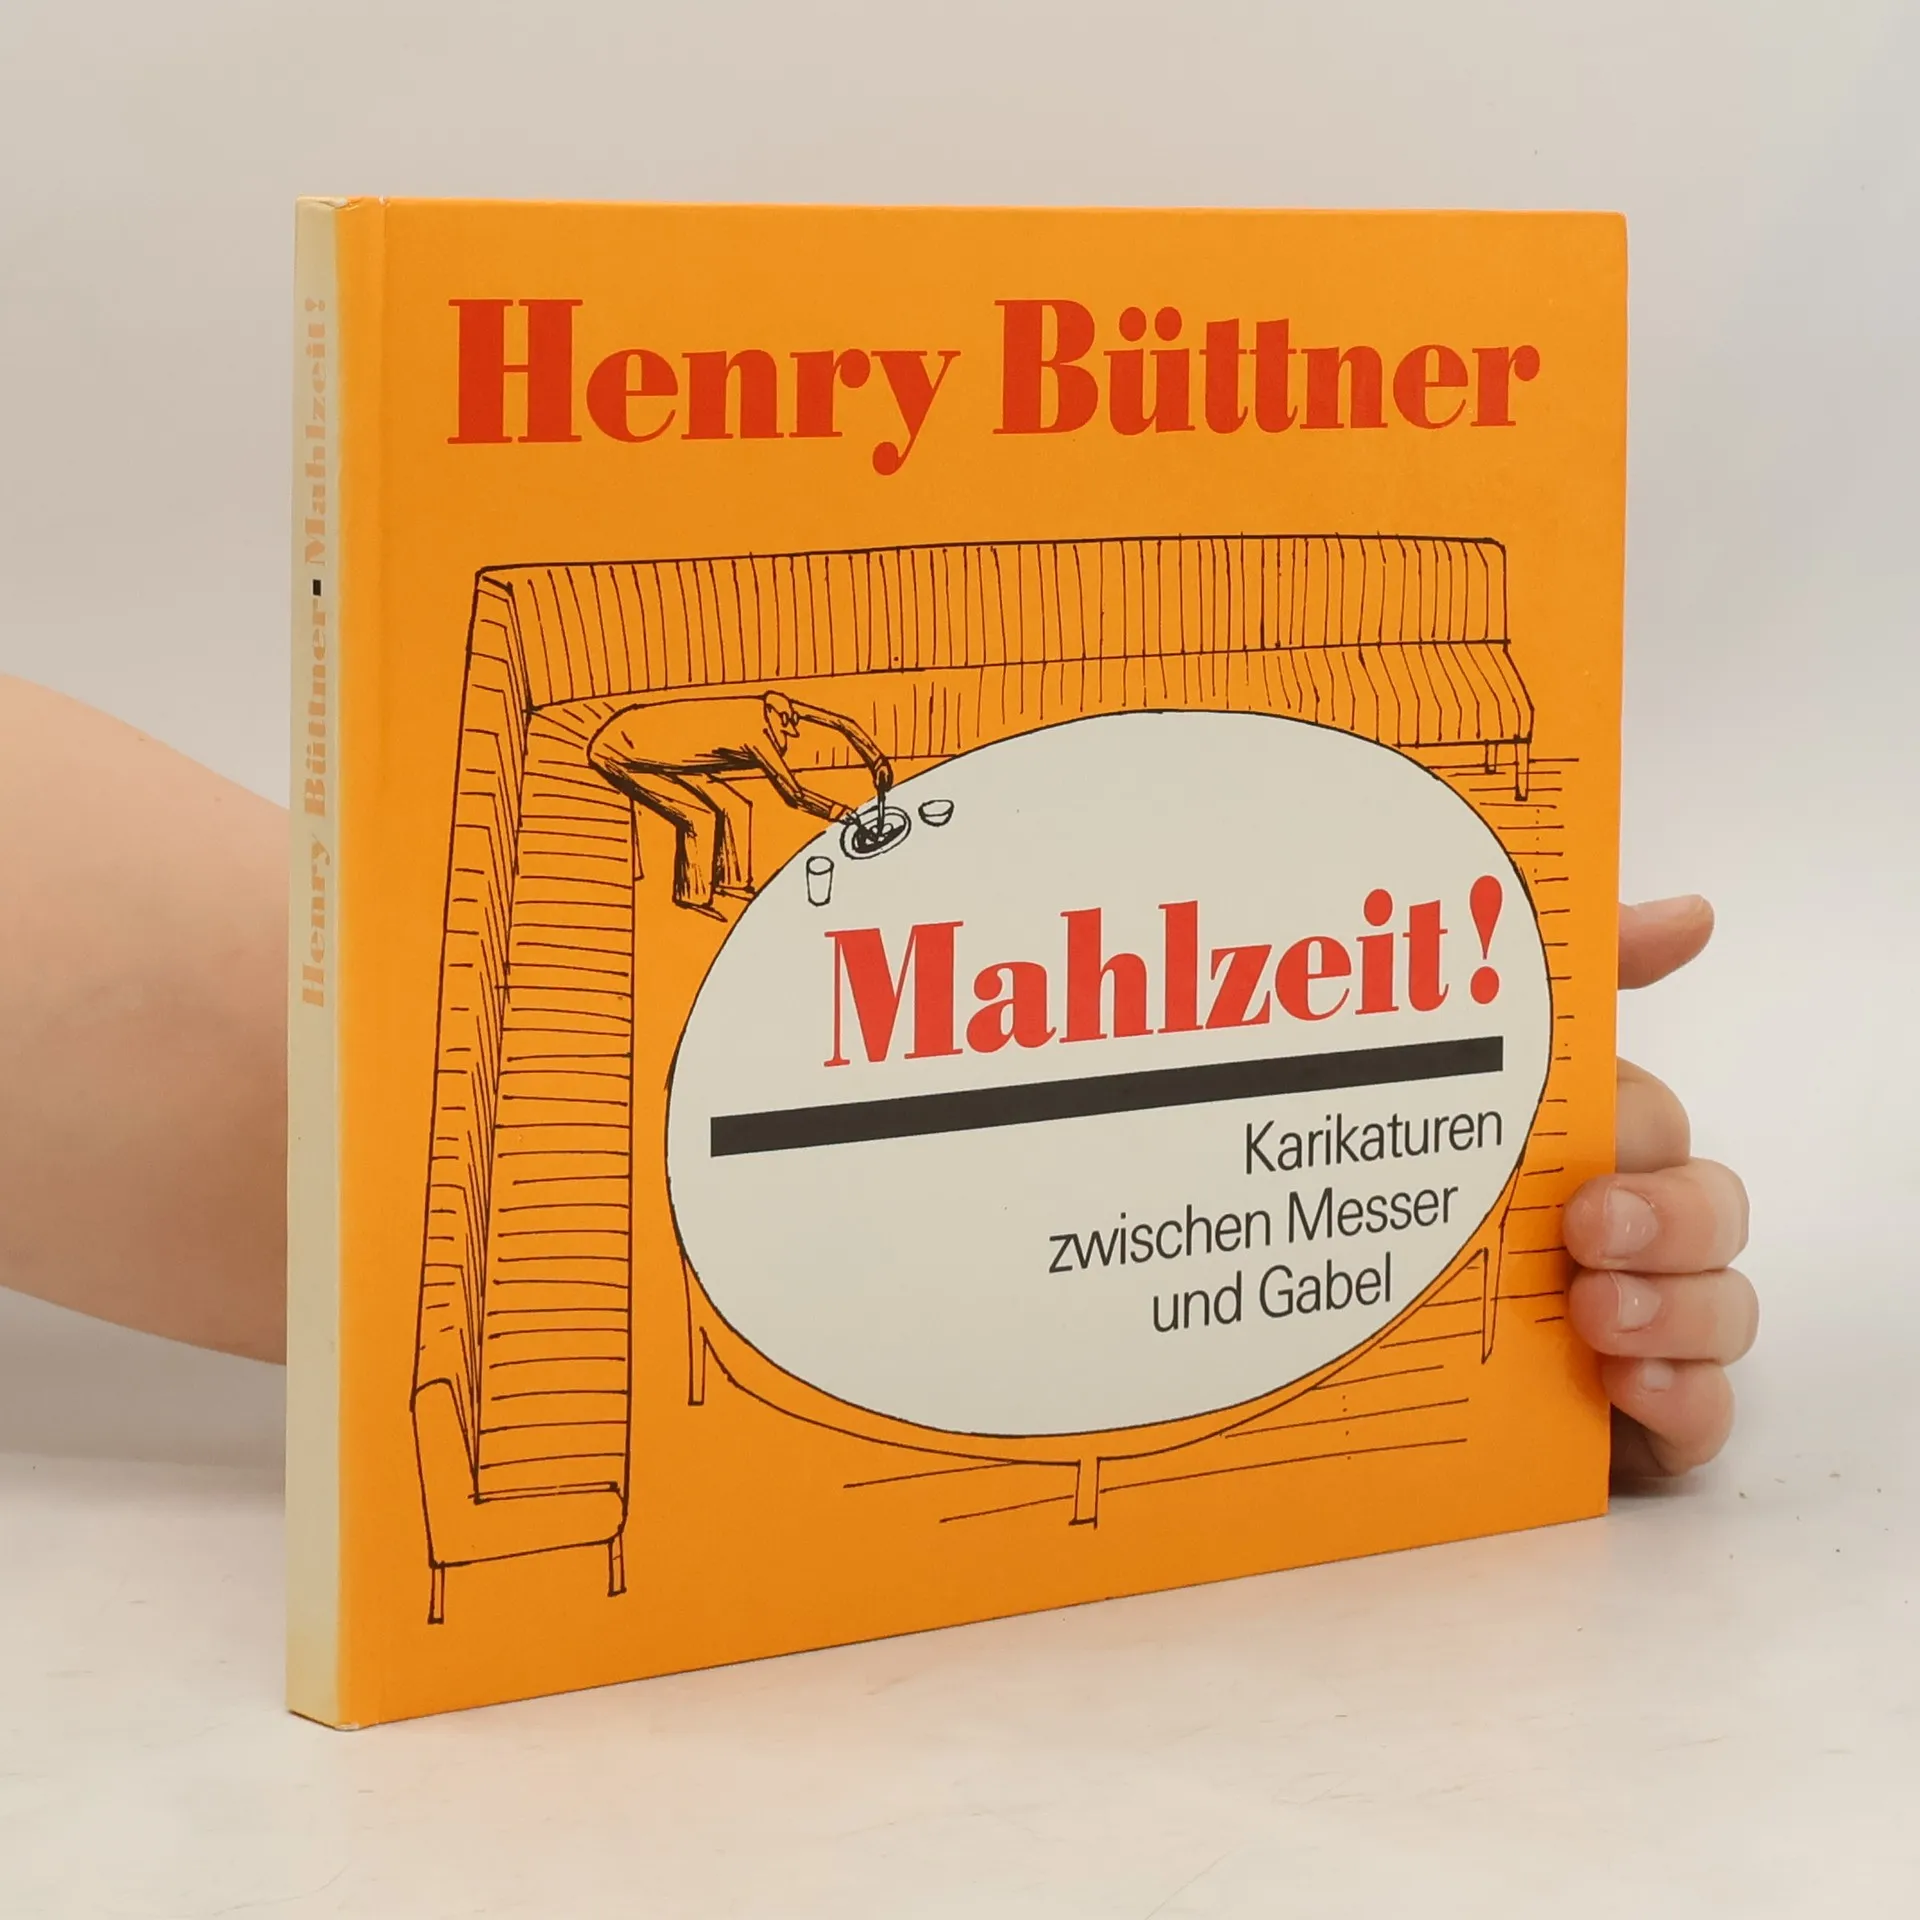 Henry Büttner
Mahlzeit!
Karikaturen
zwischen Messer
und Gabel
Henry Büttner ▪ Mahlzeit!